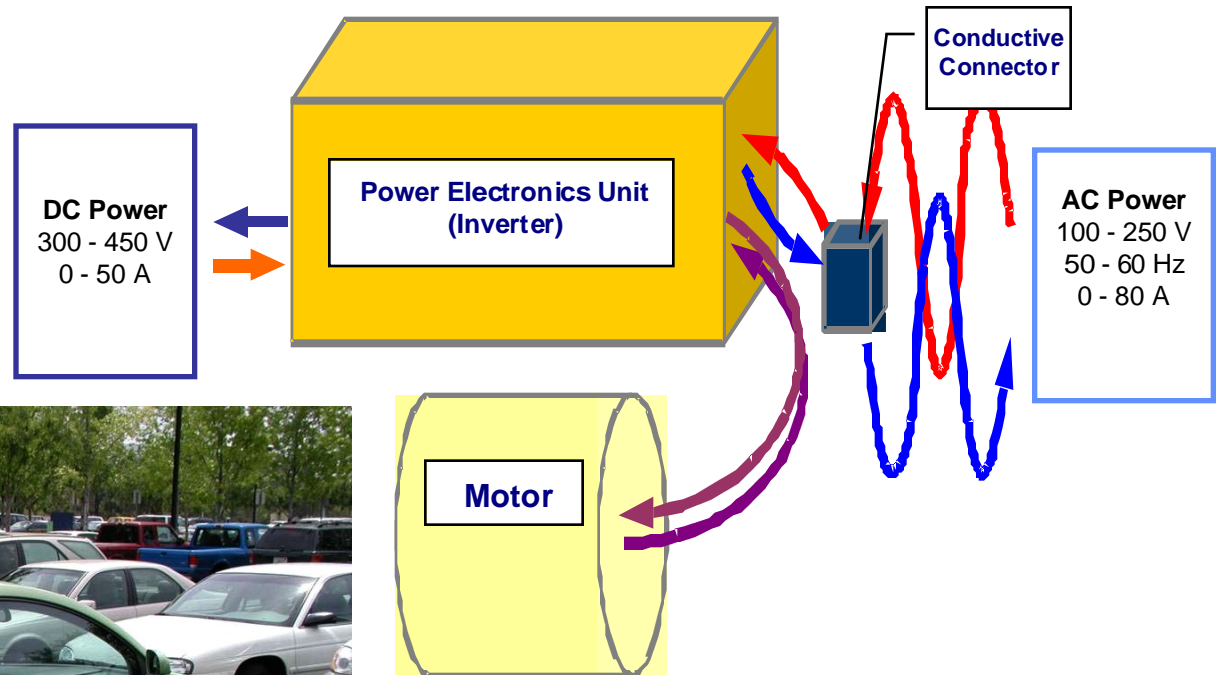 Conductive
Connector
DC Power
300 - 450 V
0 - 50 A
Power Electronics Unit
(Inverter)
AC Power
100 - 250 V
50 - 60 Hz
0 - 80 A
Motor